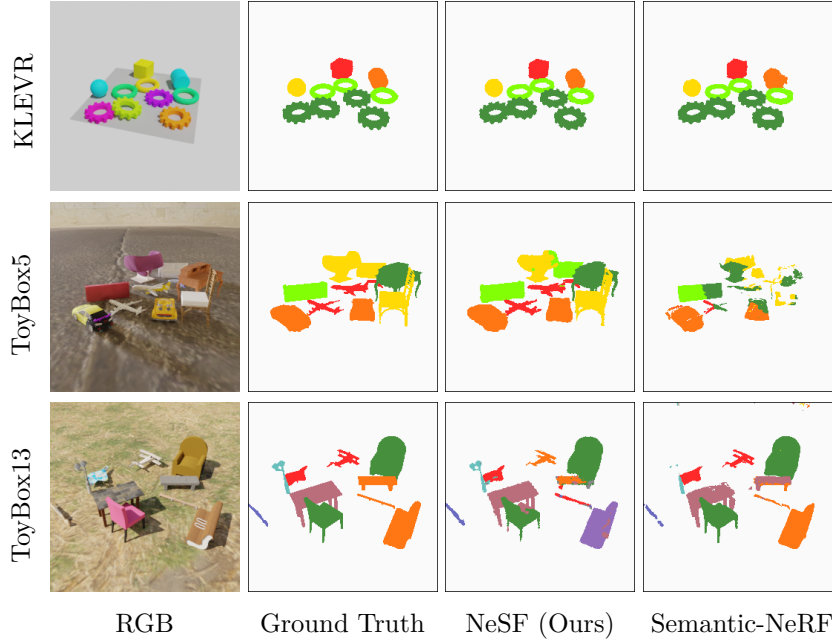 KLEVR
ToyBox5
ToyBox13
RGB
Ground Truth
NeSF (Ours)
Semantic-NeRF